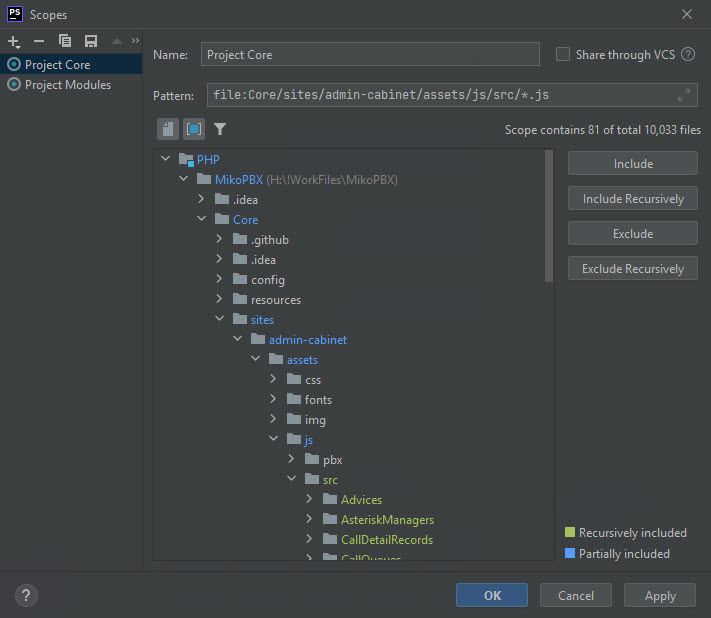 PS Scopes
Project Core
Project Modules
Name: Project Core
Share through VCS ?
Pattern: file:Core/sites/admin-cabinet/assets/js/src/*.js
Scope contains 81 of total 10,033 files
PHP
MikoPBX (H:\!WorkFiles\MikoPBX)
.idea
Core
.github
.idea
config
resources
sites
admin-cabinet
assets
css
fonts
img
js
pbx
src
Advices
AsteriskManagers
CallDetailRecords
CallQueues
Include
Include Recursively
Exclude
Exclude Recursively
Recursively included
Partially included
?
OK
Cancel
Apply